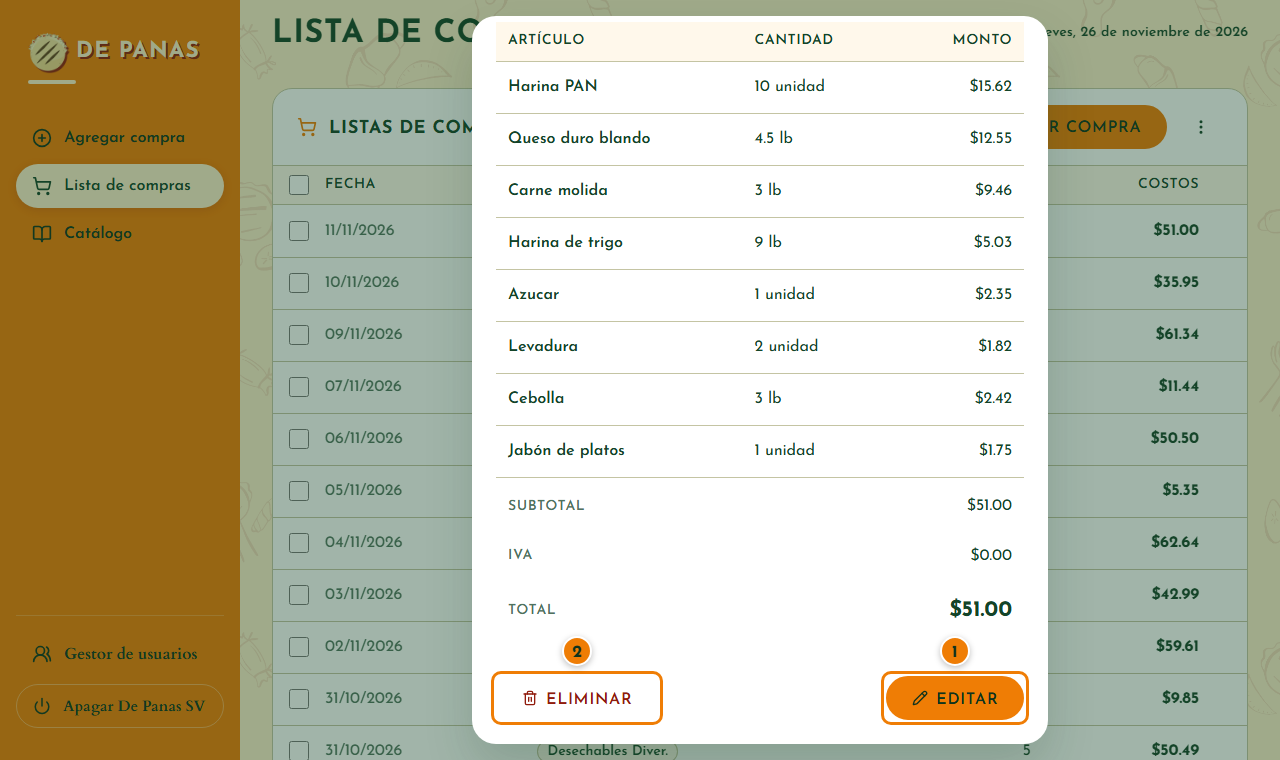 DE PANAS
Agregar compra
Lista de compras
Catálogo
Gestor de usuarios
Apagar De Panas SV
LISTA DE CO
eves, 26 de noviembre de 2026
LISTAS DE COM
R COMPRA
FECHA COSTOS
11/11/2026 $51.00
10/11/2026 $35.95
09/11/2026 $61.34
07/11/2026 $11.44
06/11/2026 $50.50
05/11/2026 $5.35
04/11/2026 $62.64
03/11/2026 $42.99
02/11/2026 $59.61
31/10/2026 $9.85
31/10/2026 Desechables Diver. 5 $50.49
ARTÍCULO CANTIDAD MONTO
Harina PAN 10 unidad $15.62
Queso duro blando 4.5 lb $12.55
Carne molida 3 lb $9.46
Harina de trigo 9 lb $5.03
Azucar 1 unidad $2.35
Levadura 2 unidad $1.82
Cebolla 3 lb $2.42
Jabón de platos 1 unidad $1.75
SUBTOTAL $51.00
IVA $0.00
TOTAL $51.00
2 1
ELIMINAR EDITAR